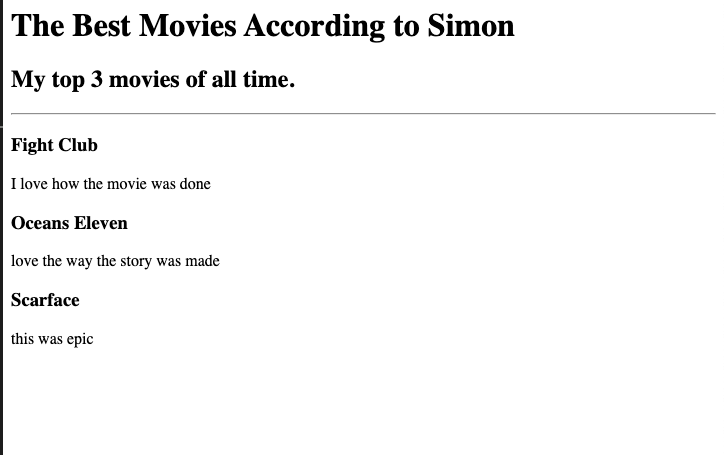 The Best Movies According to Simon
My top 3 movies of all time.
Fight Club
I love how the movie was done
Oceans Eleven
love the way the story was made
Scarface
this was epic